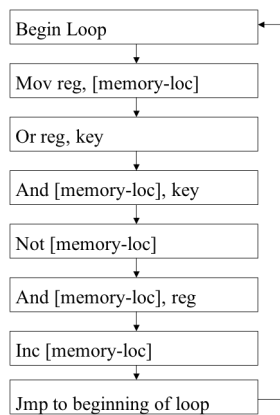 Begin Loop
Mov reg, [memory-loc]
Or reg, key
And [memory-loc], key
Not [memory-loc]
And [memory-loc], reg
Inc [memory-loc]
Jmp to beginning of loop